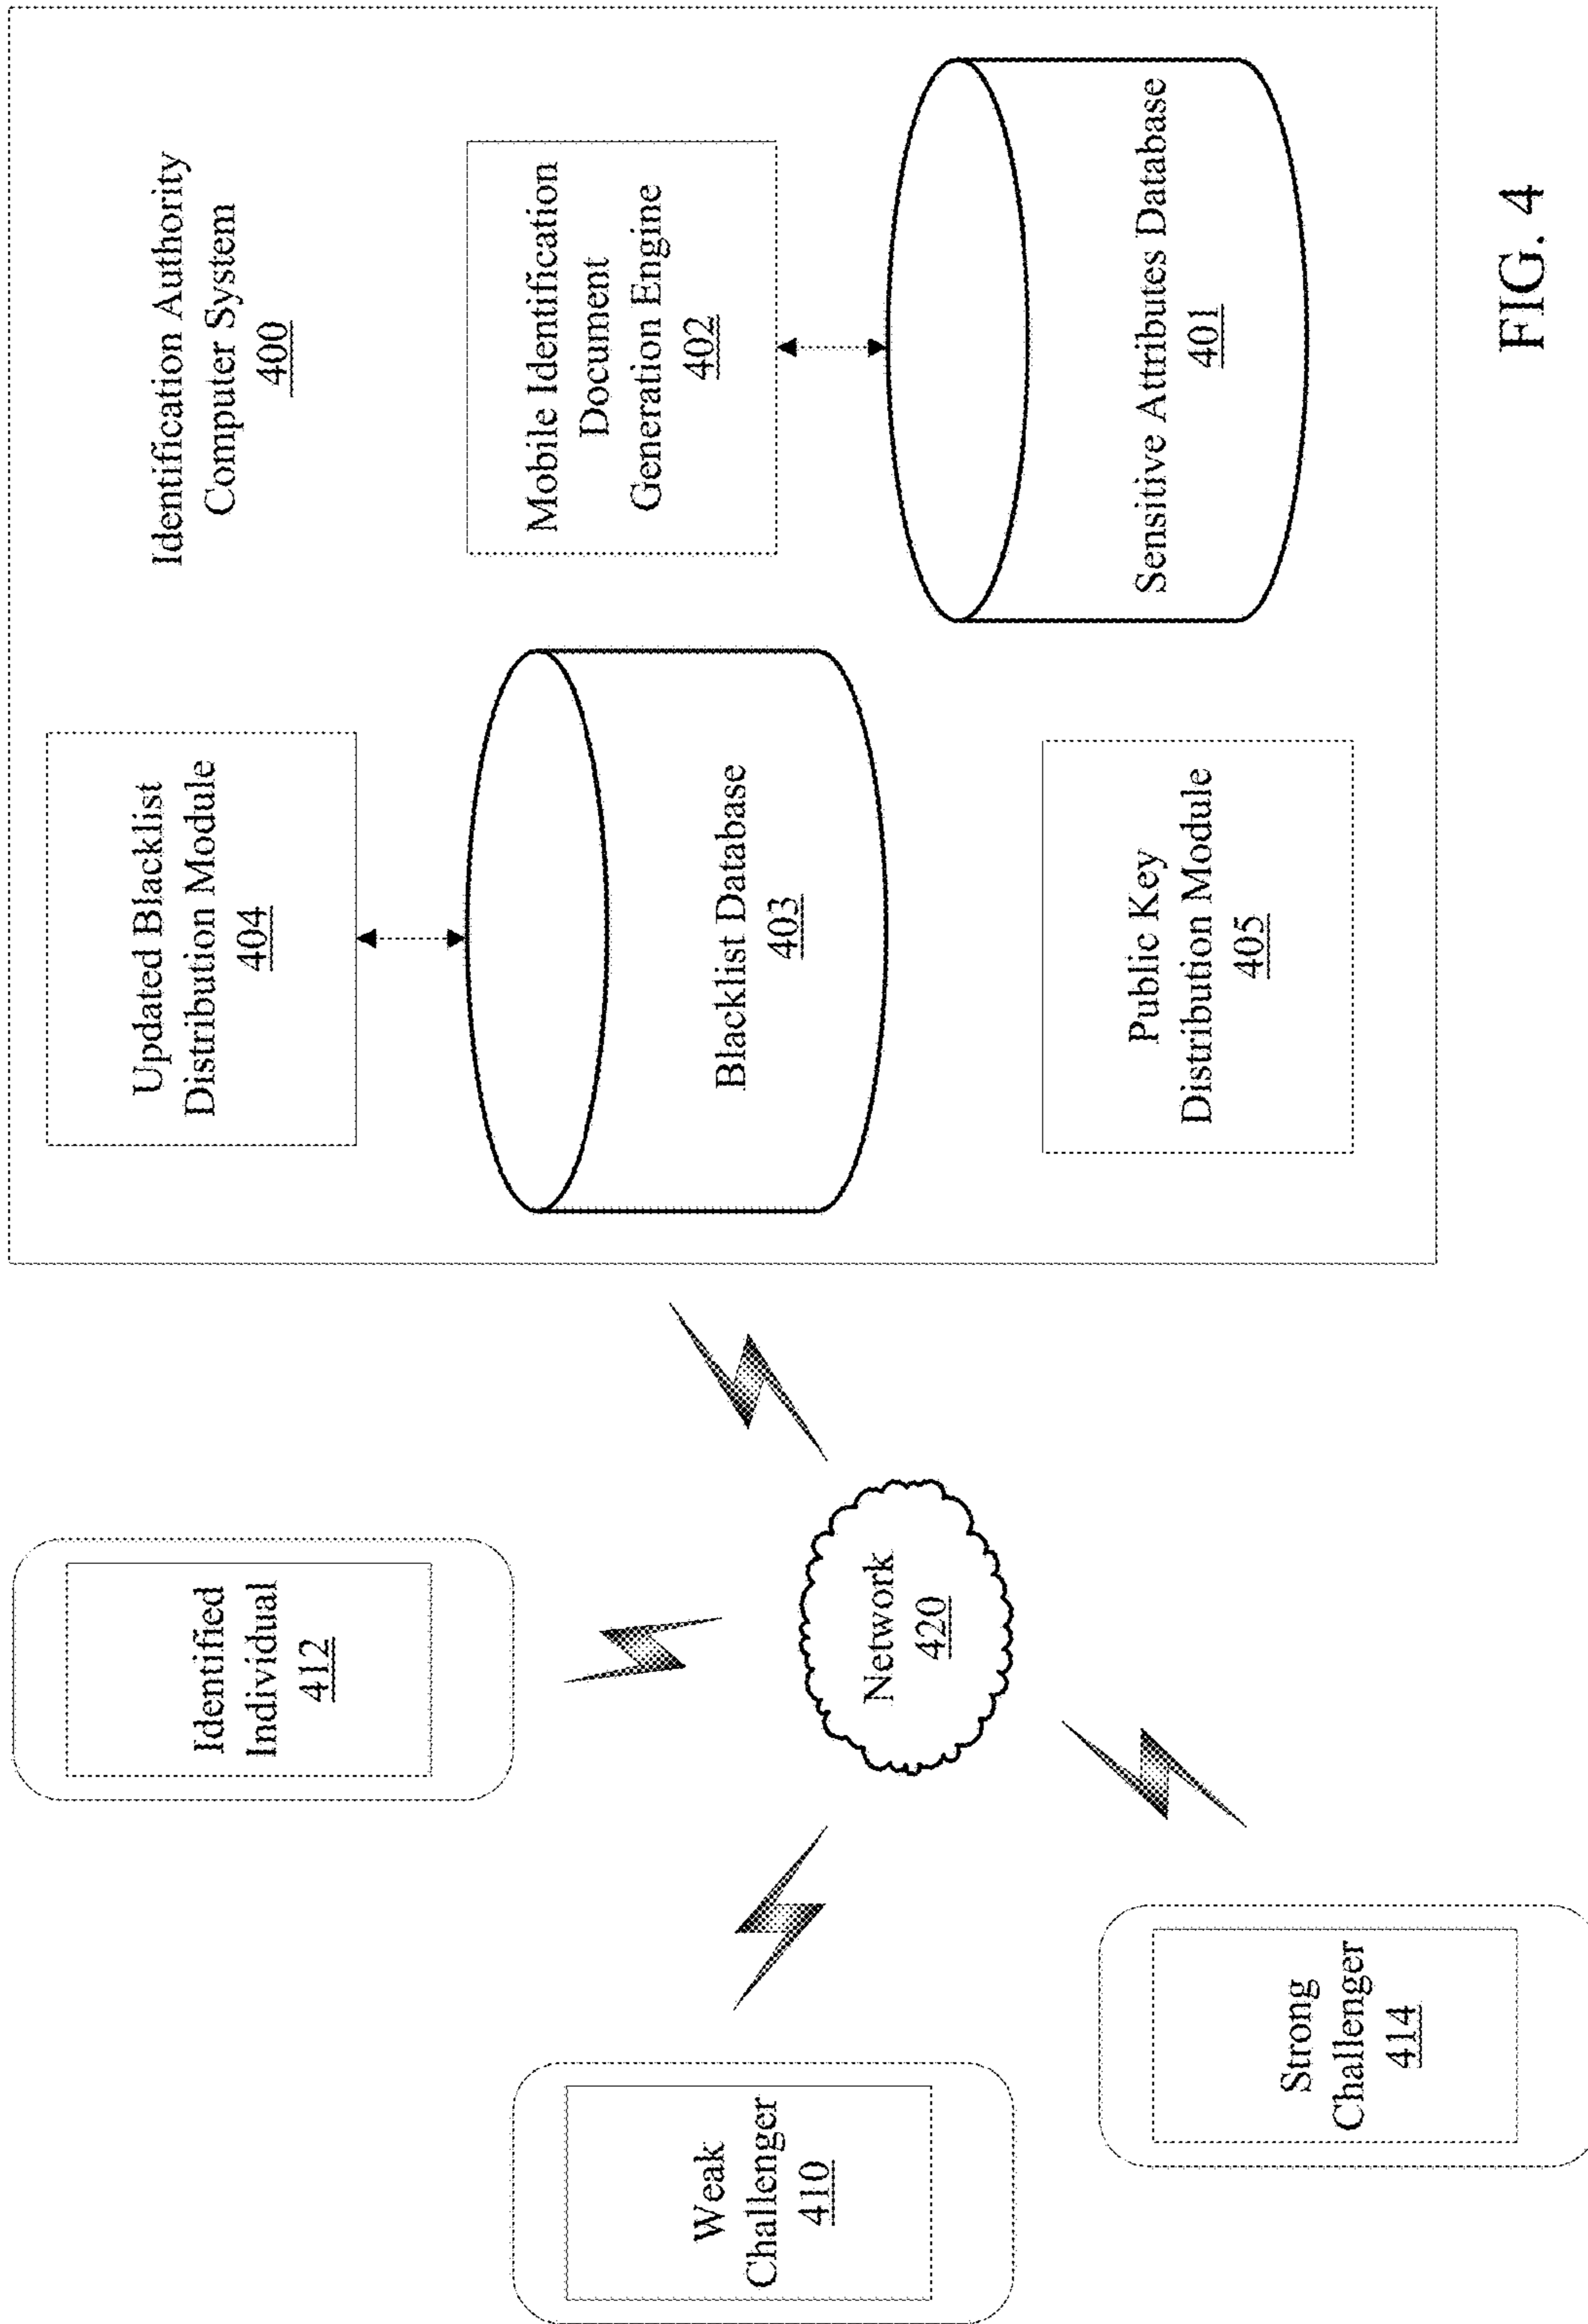 Identified
Individual
412
Weak
Challenger
410
Network
420
Strong
Challenger
414
Identification Authority
Computer System
400
Updated Blacklist
Distribution Module
404
Mobile Identification
Document
Generation Engine
402
Blacklist Database
403
Sensitive Attributes Database
401
Public Key
Distribution Module
405
FIG. 4